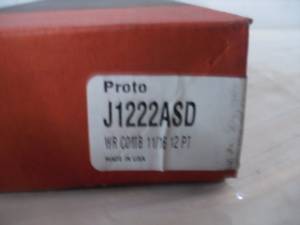 Proto
J1222ASD
WR COMB 11/16 12 PT
MADE IN USA